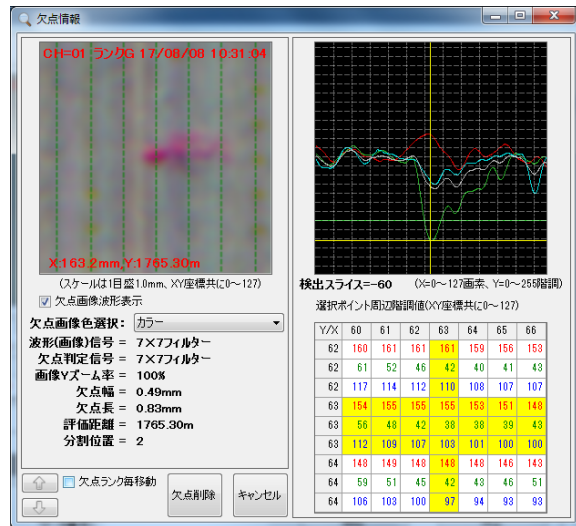 欠点情報
CH=01 ランクG 17/08/08 10:31:04
X:163.2mm,Y:1765.30m
(スケールは1目盛1.0mm、XY座標共に0～127)
欠点画像波形表示
欠点画像色選択: カラー
波形(画像)信号 = 7×7フィルター
欠点判定信号 = 7×7フィルター
画像Yズーム率 = 100%
欠点幅 = 0.49mm
欠点長 = 0.83mm
評価距離 = 1765.30m
分割位置 = 2
欠点ランク毎移動
欠点削除
キャンセル
検出スライス=-60 (X=0～127画素、Y=0～255階調)
選択ポイント周辺階調値(XY座標共に0～127)
Y/X 60 61 62 63 64 65 66
62 160 161 161 161 159 156 153
62 61 52 46 42 40 41 43
62 117 114 112 110 108 107 107
63 154 155 155 155 153 151 148
63 56 48 42 38 38 39 43
63 112 109 107 103 101 100 100
64 148 149 148 148 148 146 143
64 59 51 45 42 43 46 51
64 106 103 100 97 94 93 93